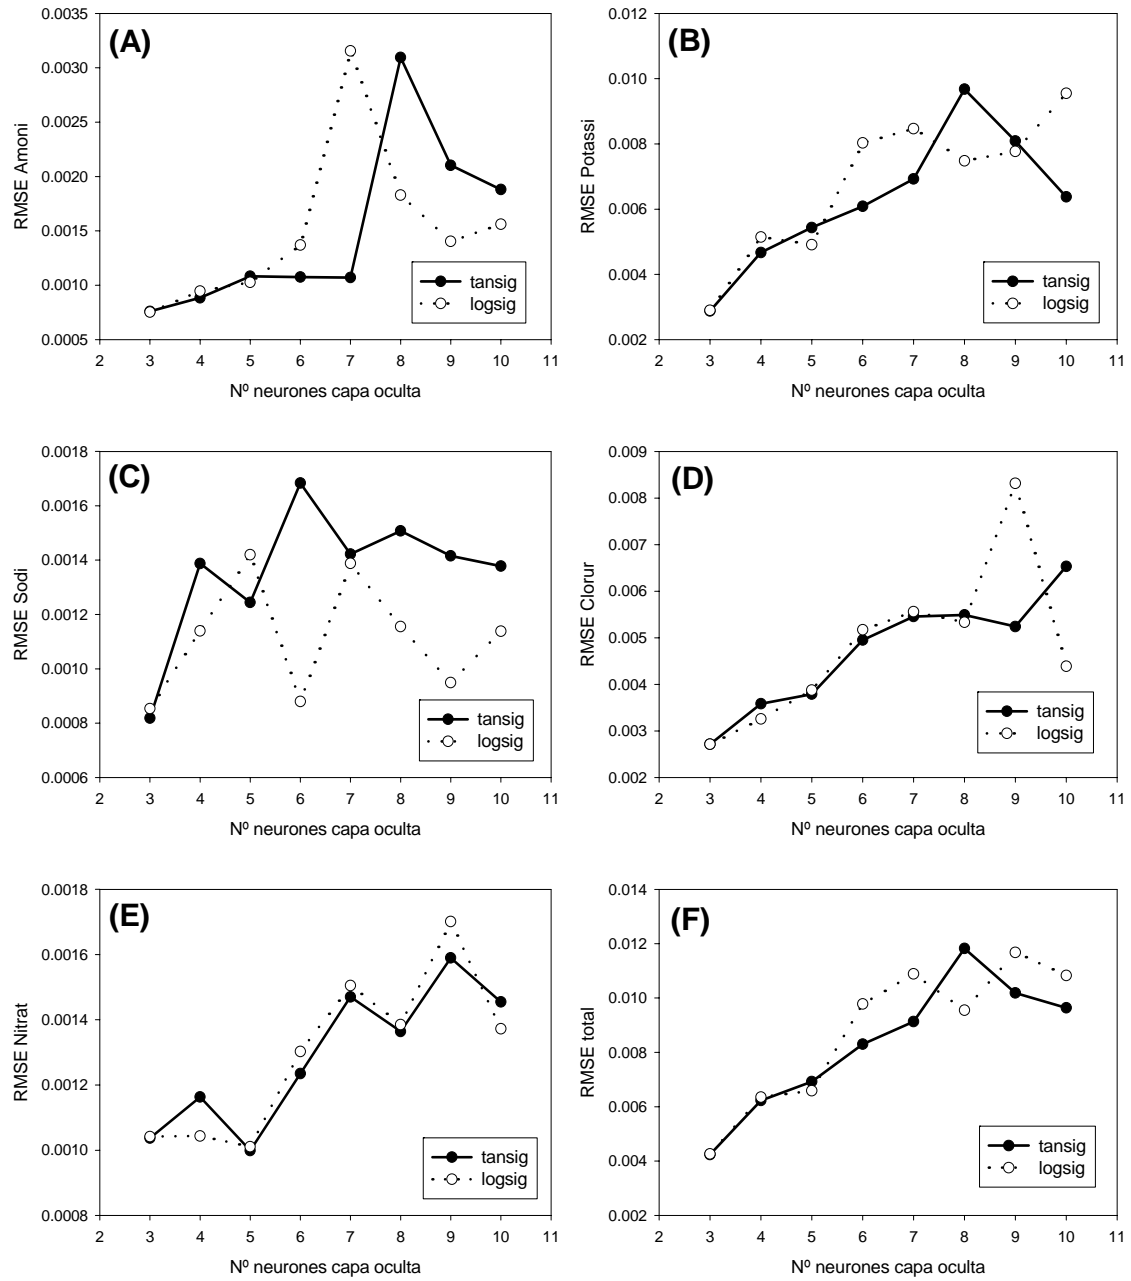 (A)
RMSE Amoni
0.0035
0.0030
0.0025
0.0020
0.0015
0.0010
0.0005
2 3 4 5 6 7 8 9 10 11
Nº neurones capa oculta
tansig
logsig
(B)
RMSE Potassi
0.012
0.010
0.008
0.006
0.004
0.002
2 3 4 5 6 7 8 9 10 11
Nº neurones capa oculta
tansig
logsig
(C)
RMSE Sodi
0.0018
0.0016
0.0014
0.0012
0.0010
0.0008
0.0006
2 3 4 5 6 7 8 9 10 11
Nº neurones capa oculta
tansig
logsig
(D)
RMSE Clorur
0.009
0.008
0.007
0.006
0.005
0.004
0.003
0.002
2 3 4 5 6 7 8 9 10 11
Nº neurones capa oculta
tansig
logsig
(E)
RMSE Nitrat
0.0018
0.0016
0.0014
0.0012
0.0010
0.0008
2 3 4 5 6 7 8 9 10 11
Nº neurones capa oculta
tansig
logsig
(F)
RMSE total
0.014
0.012
0.010
0.008
0.006
0.004
0.002
2 3 4 5 6 7 8 9 10 11
Nº neurones capa oculta
tansig
logsig